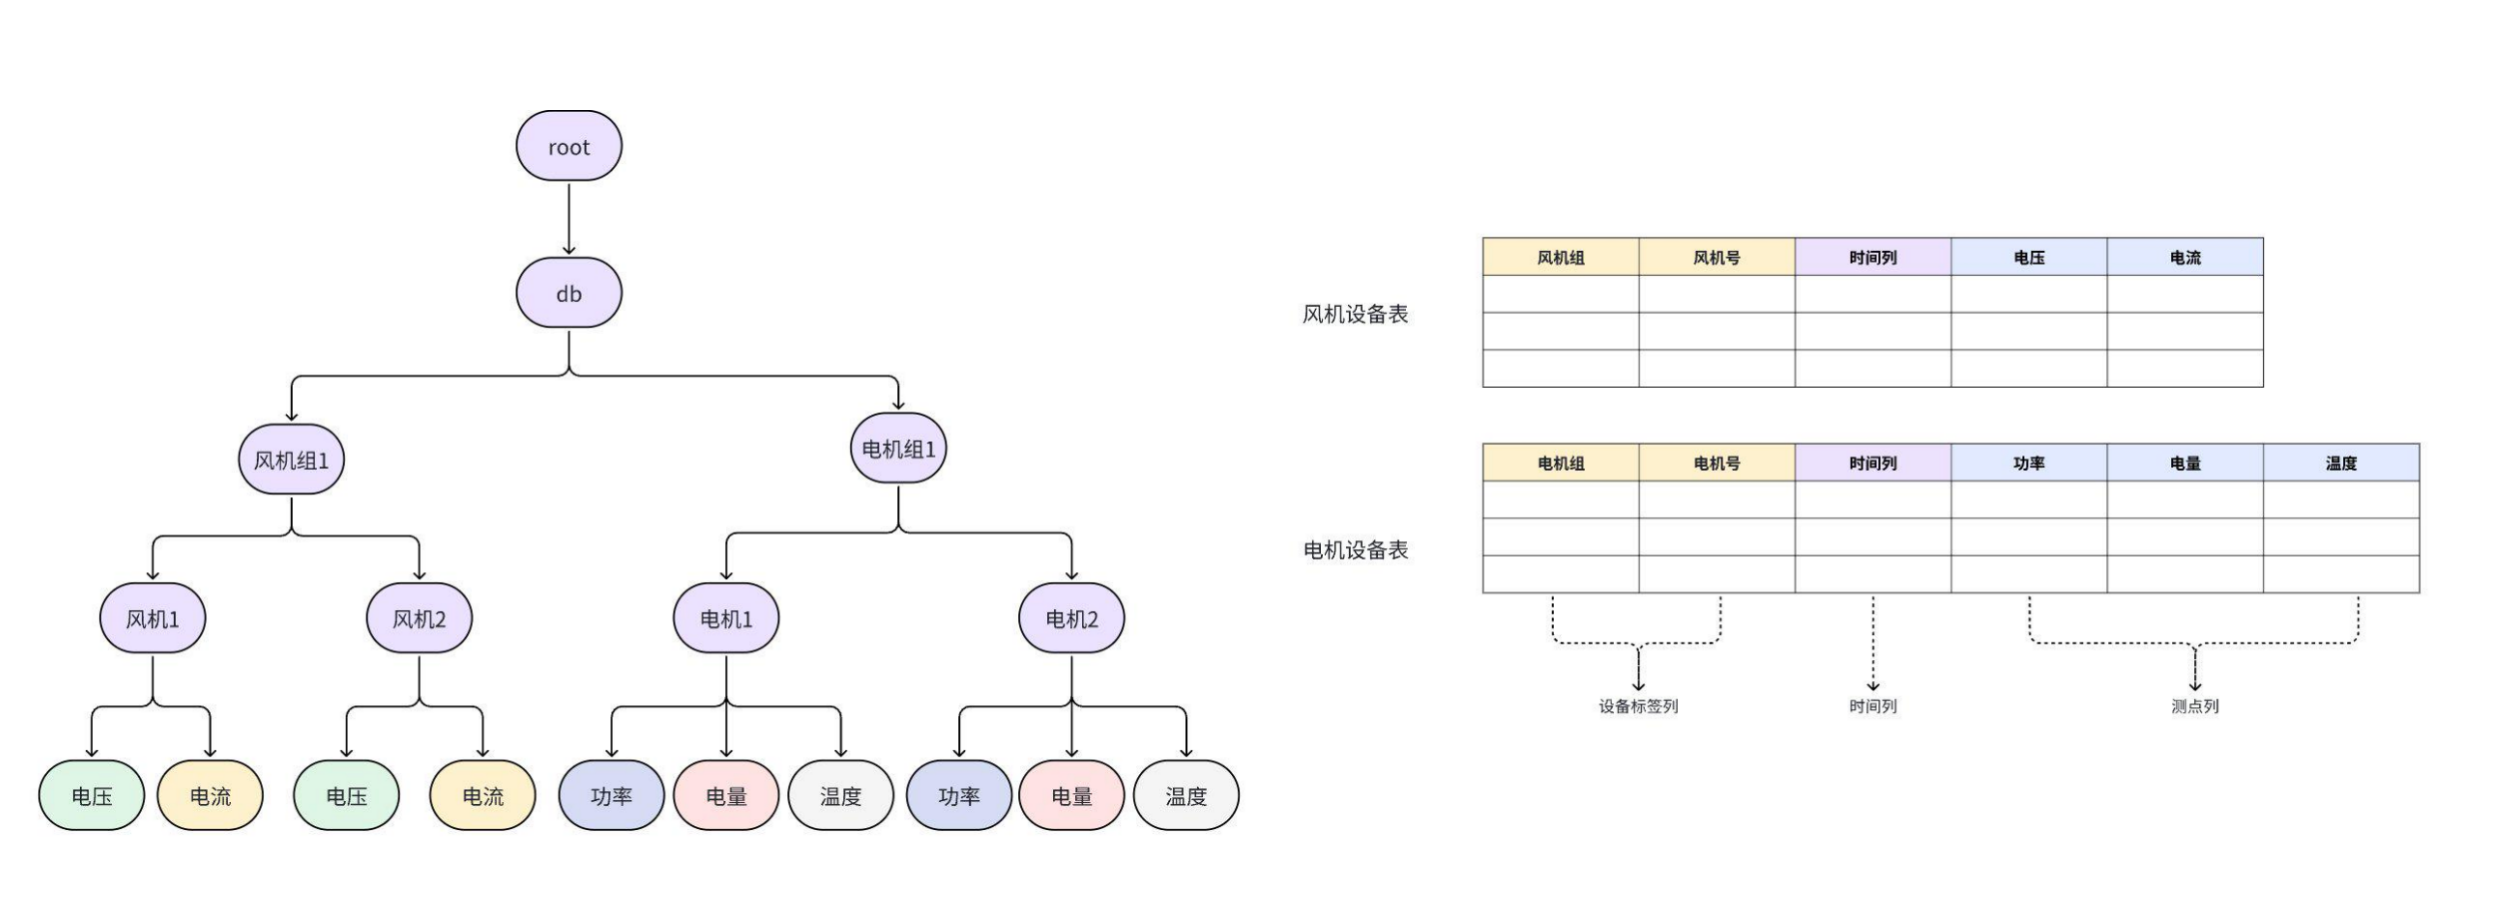 root
db
风机组1
电机组1
风机1
风机2
电机1
电机2
电压
电流
电压
电流
功率
电量
温度
功率
电量
温度
风机设备表
风机组 风机号 时间列 电压 电流
电机设备表
电机组 电机号 时间列 功率 电量 温度
设备标签列 时间列 测点列